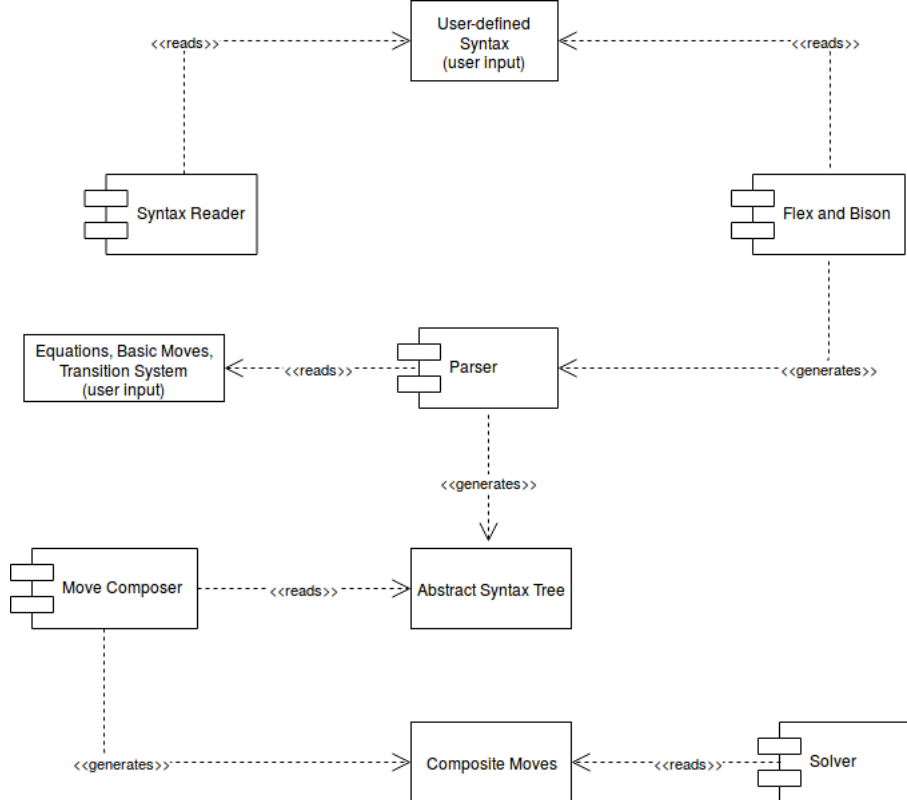 User-defined
Syntax
(user input)
<<reads>>
<<reads>>
Syntax Reader
Flex and Bison
Equations, Basic Moves,
Transition System
(user input)
<<reads>>
Parser
<<generates>>
<<generates>>
Move Composer
<<reads>>
Abstract Syntax Tree
<<generates>>
Composite Moves
<<reads>>
Solver